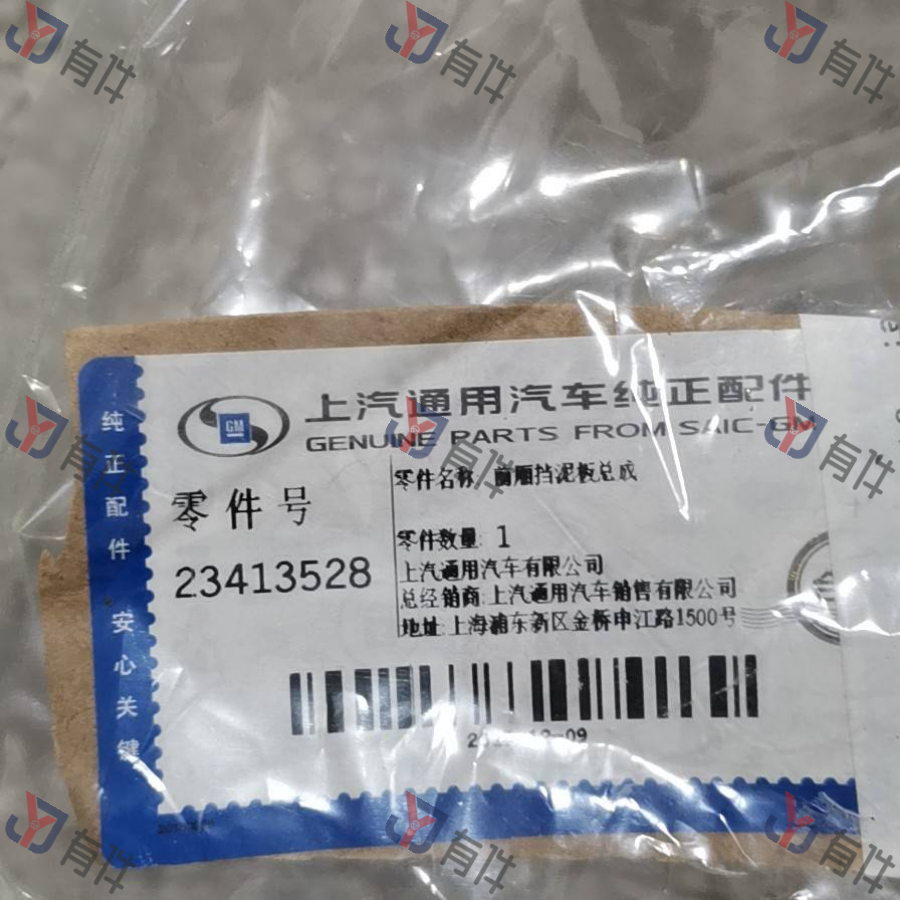 上汽通用汽车纯正配件
GM
GENUINE PARTS FROM SAIC-GM
零件号
23413528
零件名称: 前厢挡泥板总成
零件数量: 1
上汽通用汽车有限公司
总经销商:上汽通用汽车销售有限公司
地址:上海浦东新区金桥申江路1500号
纯正配件 安心关键
有件
有件
有件
有件
有件
有件
有件
有件
有件